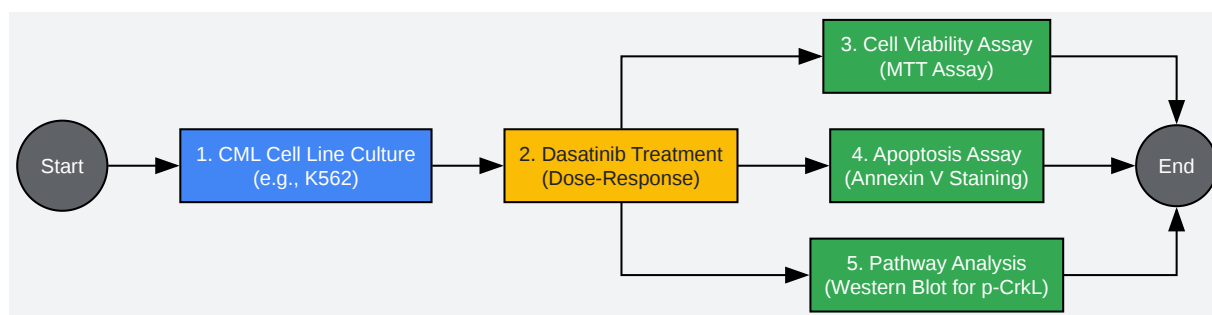 Start
1. CML Cell Line Culture
(e.g., K562)
2. Dasatinib Treatment
(Dose-Response)
3. Cell Viability Assay
(MTT Assay)
4. Apoptosis Assay
(Annexin V Staining)
5. Pathway Analysis
(Western Blot for p-CrkL)
End